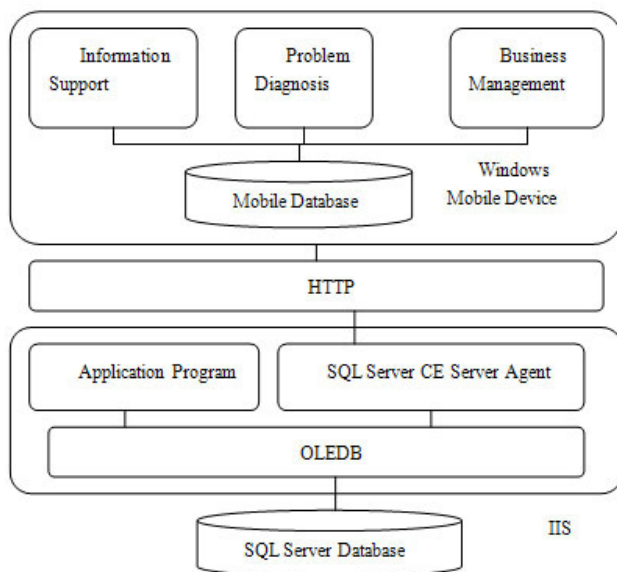 Information
Support
Problem
Diagnosis
Business
Management
Mobile Database
Windows
Mobile Device
HTTP
Application Program
SQL Server CE Server Agent
OLEDB
SQL Server Database
IIS